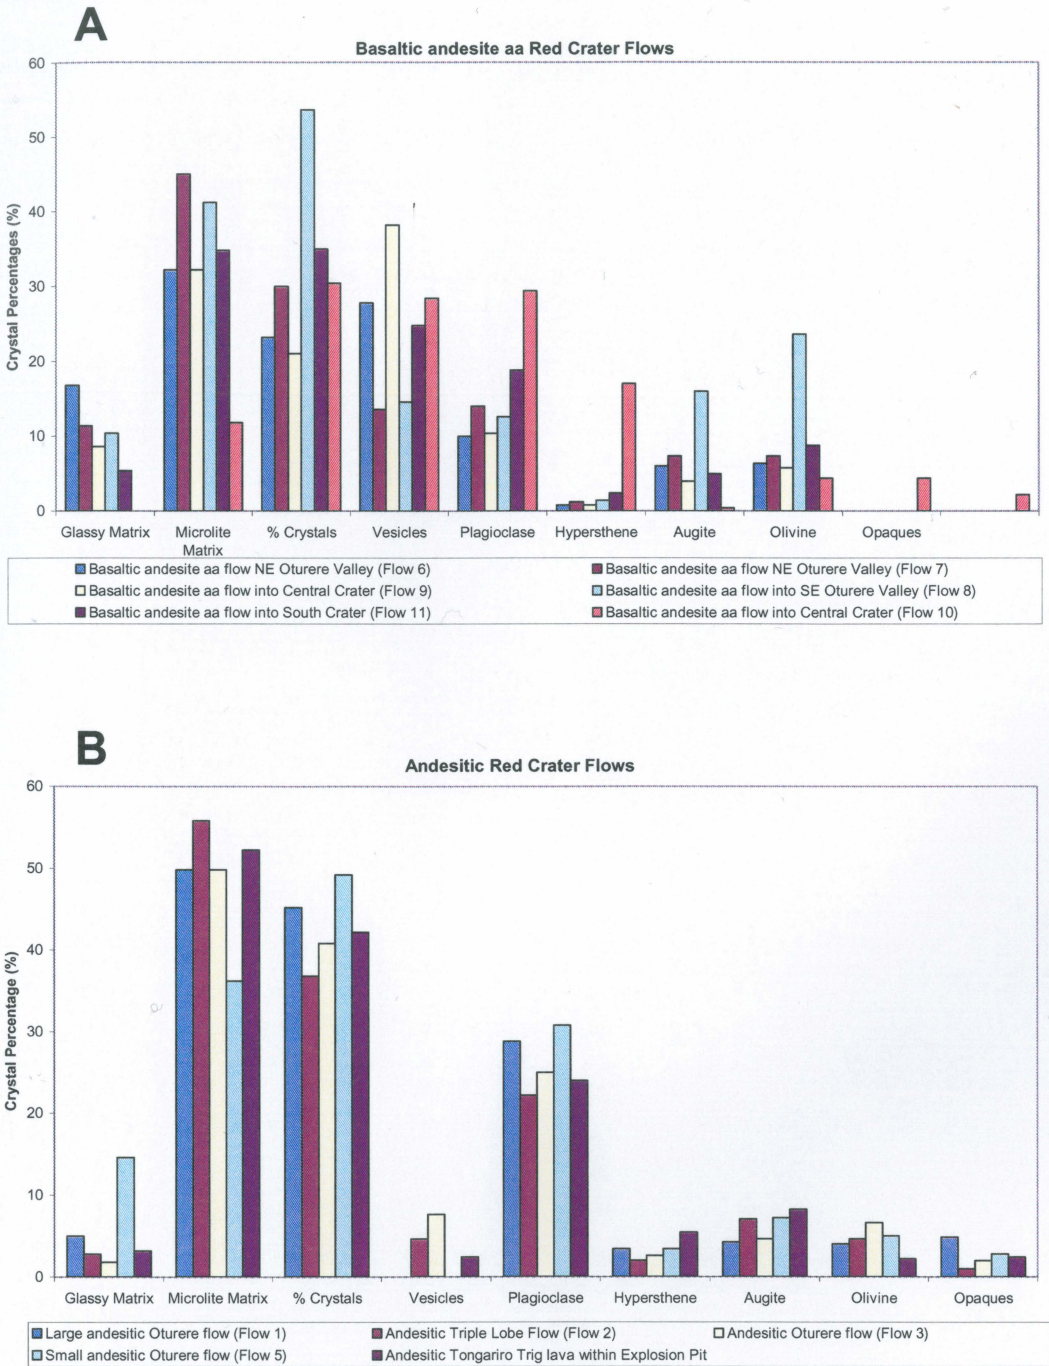 A
Basaltic andesite aa Red Crater Flows
Crystal Percentages (%)
60
50
40
30
20
10
0
Glassy Matrix Microlite Matrix % Crystals Vesicles Plagioclase Hypersthene Augite Olivine Opaques
Basaltic andesite aa flow NE Oturere Valley (Flow 6) Basaltic andesite aa flow NE Oturere Valley (Flow 7)
Basaltic andesite aa flow into Central Crater (Flow 9) Basaltic andesite aa flow into SE Oturere Valley (Flow 8)
Basaltic andesite aa flow into South Crater (Flow 11) Basaltic andesite aa flow into Central Crater (Flow 10)
B
Andesitic Red Crater Flows
Crystal Percentage (%)
60
50
40
30
20
10
0
Glassy Matrix Microlite Matrix % Crystals Vesicles Plagioclase Hypersthene Augite Olivine Opaques
Large andesitic Oturere flow (Flow 1) Andesitic Triple Lobe Flow (Flow 2) Andesitic Oturere flow (Flow 3)
Small andesitic Oturere flow (Flow 5) Andesitic Tongariro Trig lava within Explosion Pit